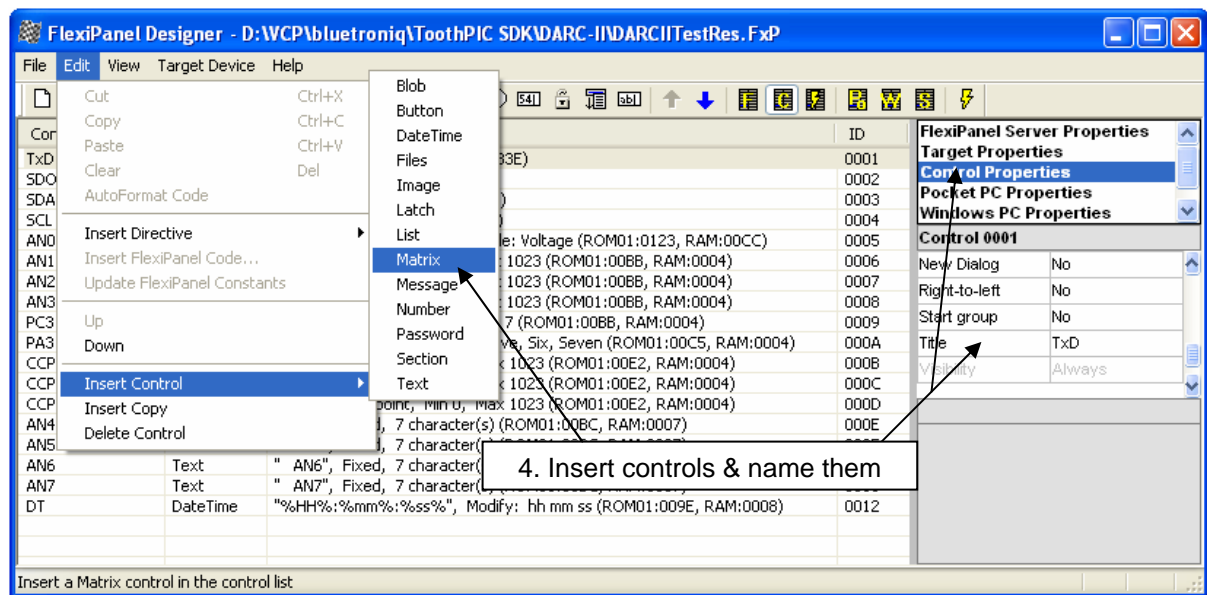 FlexiPanel Designer - D:\VCP\bluetroniq\ToothPIC SDK\DARC-II\DARCIITestRes.FxP
File Edit View Target Device Help
Cut Ctrl+X
Copy Ctrl+C
Paste Ctrl+V
Clear Del
AutoFormat Code
Insert Directive
Insert FlexiPanel Code...
Update FlexiPanel Constants
Up
Down
Insert Control
Insert Copy
Delete Control
Blob
Button
DateTime
Files
Image
Latch
List
Matrix
Message
Number
Password
Section
Text
Cor ID
TxD 33E) 0001
SDO 0002
SDA ) 0003
SCL ) 0004
AN0 e: Voltage (ROM01:0123, RAM:00CC) 0005
AN1 1023 (ROM01:00BB, RAM:0004) 0006
AN2 1023 (ROM01:00BB, RAM:0004) 0007
AN3 1023 (ROM01:00BB, RAM:0004) 0008
PC3 7 (ROM01:00BB, RAM:0004) 0009
PA3 ve, Six, Seven (ROM01:00C5, RAM:0004) 000A
CCP 1023 (ROM01:00E2, RAM:0004) 000B
CCP 1023 (ROM01:00E2, RAM:0004) 000C
CCP point, Min 0, Max 1023 (ROM01:00E2, RAM:0004) 000D
AN4 , 7 character(s) (ROM01:00BC, RAM:0007) 000E
AN5 , 7 character(s)
AN6 Text " AN6", Fixed, 7 character(
AN7 Text " AN7", Fixed, 7 character(
DT DateTime "%HH%:%mm%:%ss%", Modify: hh mm ss (ROM01:009E, RAM:0008) 0012
FlexiPanel Server Properties
Target Properties
Control Properties
Pocket PC Properties
Windows PC Properties
Control 0001
New Dialog No
Right-to-left No
Start group No
Title TxD
Visibility Always
4. Insert controls & name them
Insert a Matrix control in the control list